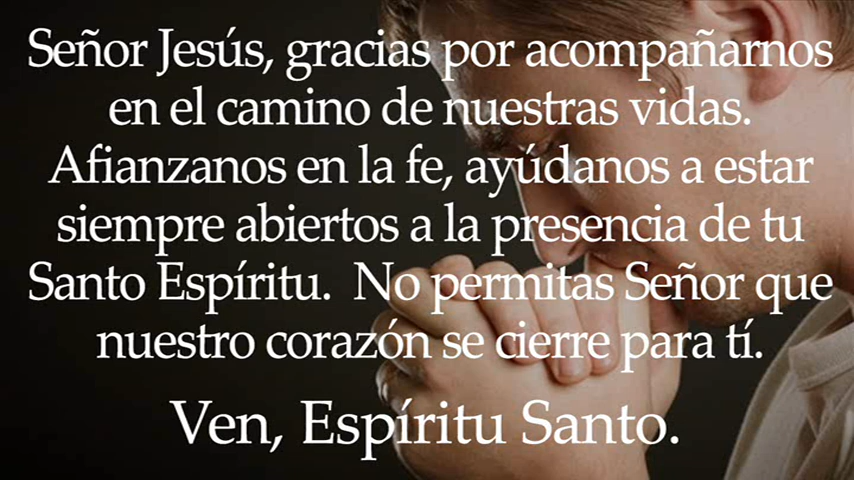 Señor Jesús, gracias por acompañarnos
en el camino de nuestras vidas.
Afianzanos en la fe, ayúdanos a estar
siempre abiertos a la presencia de tu
Santo Espíritu.  No permitas Señor que
nuestro corazón se cierre para tí.
Ven, Espíritu Santo.